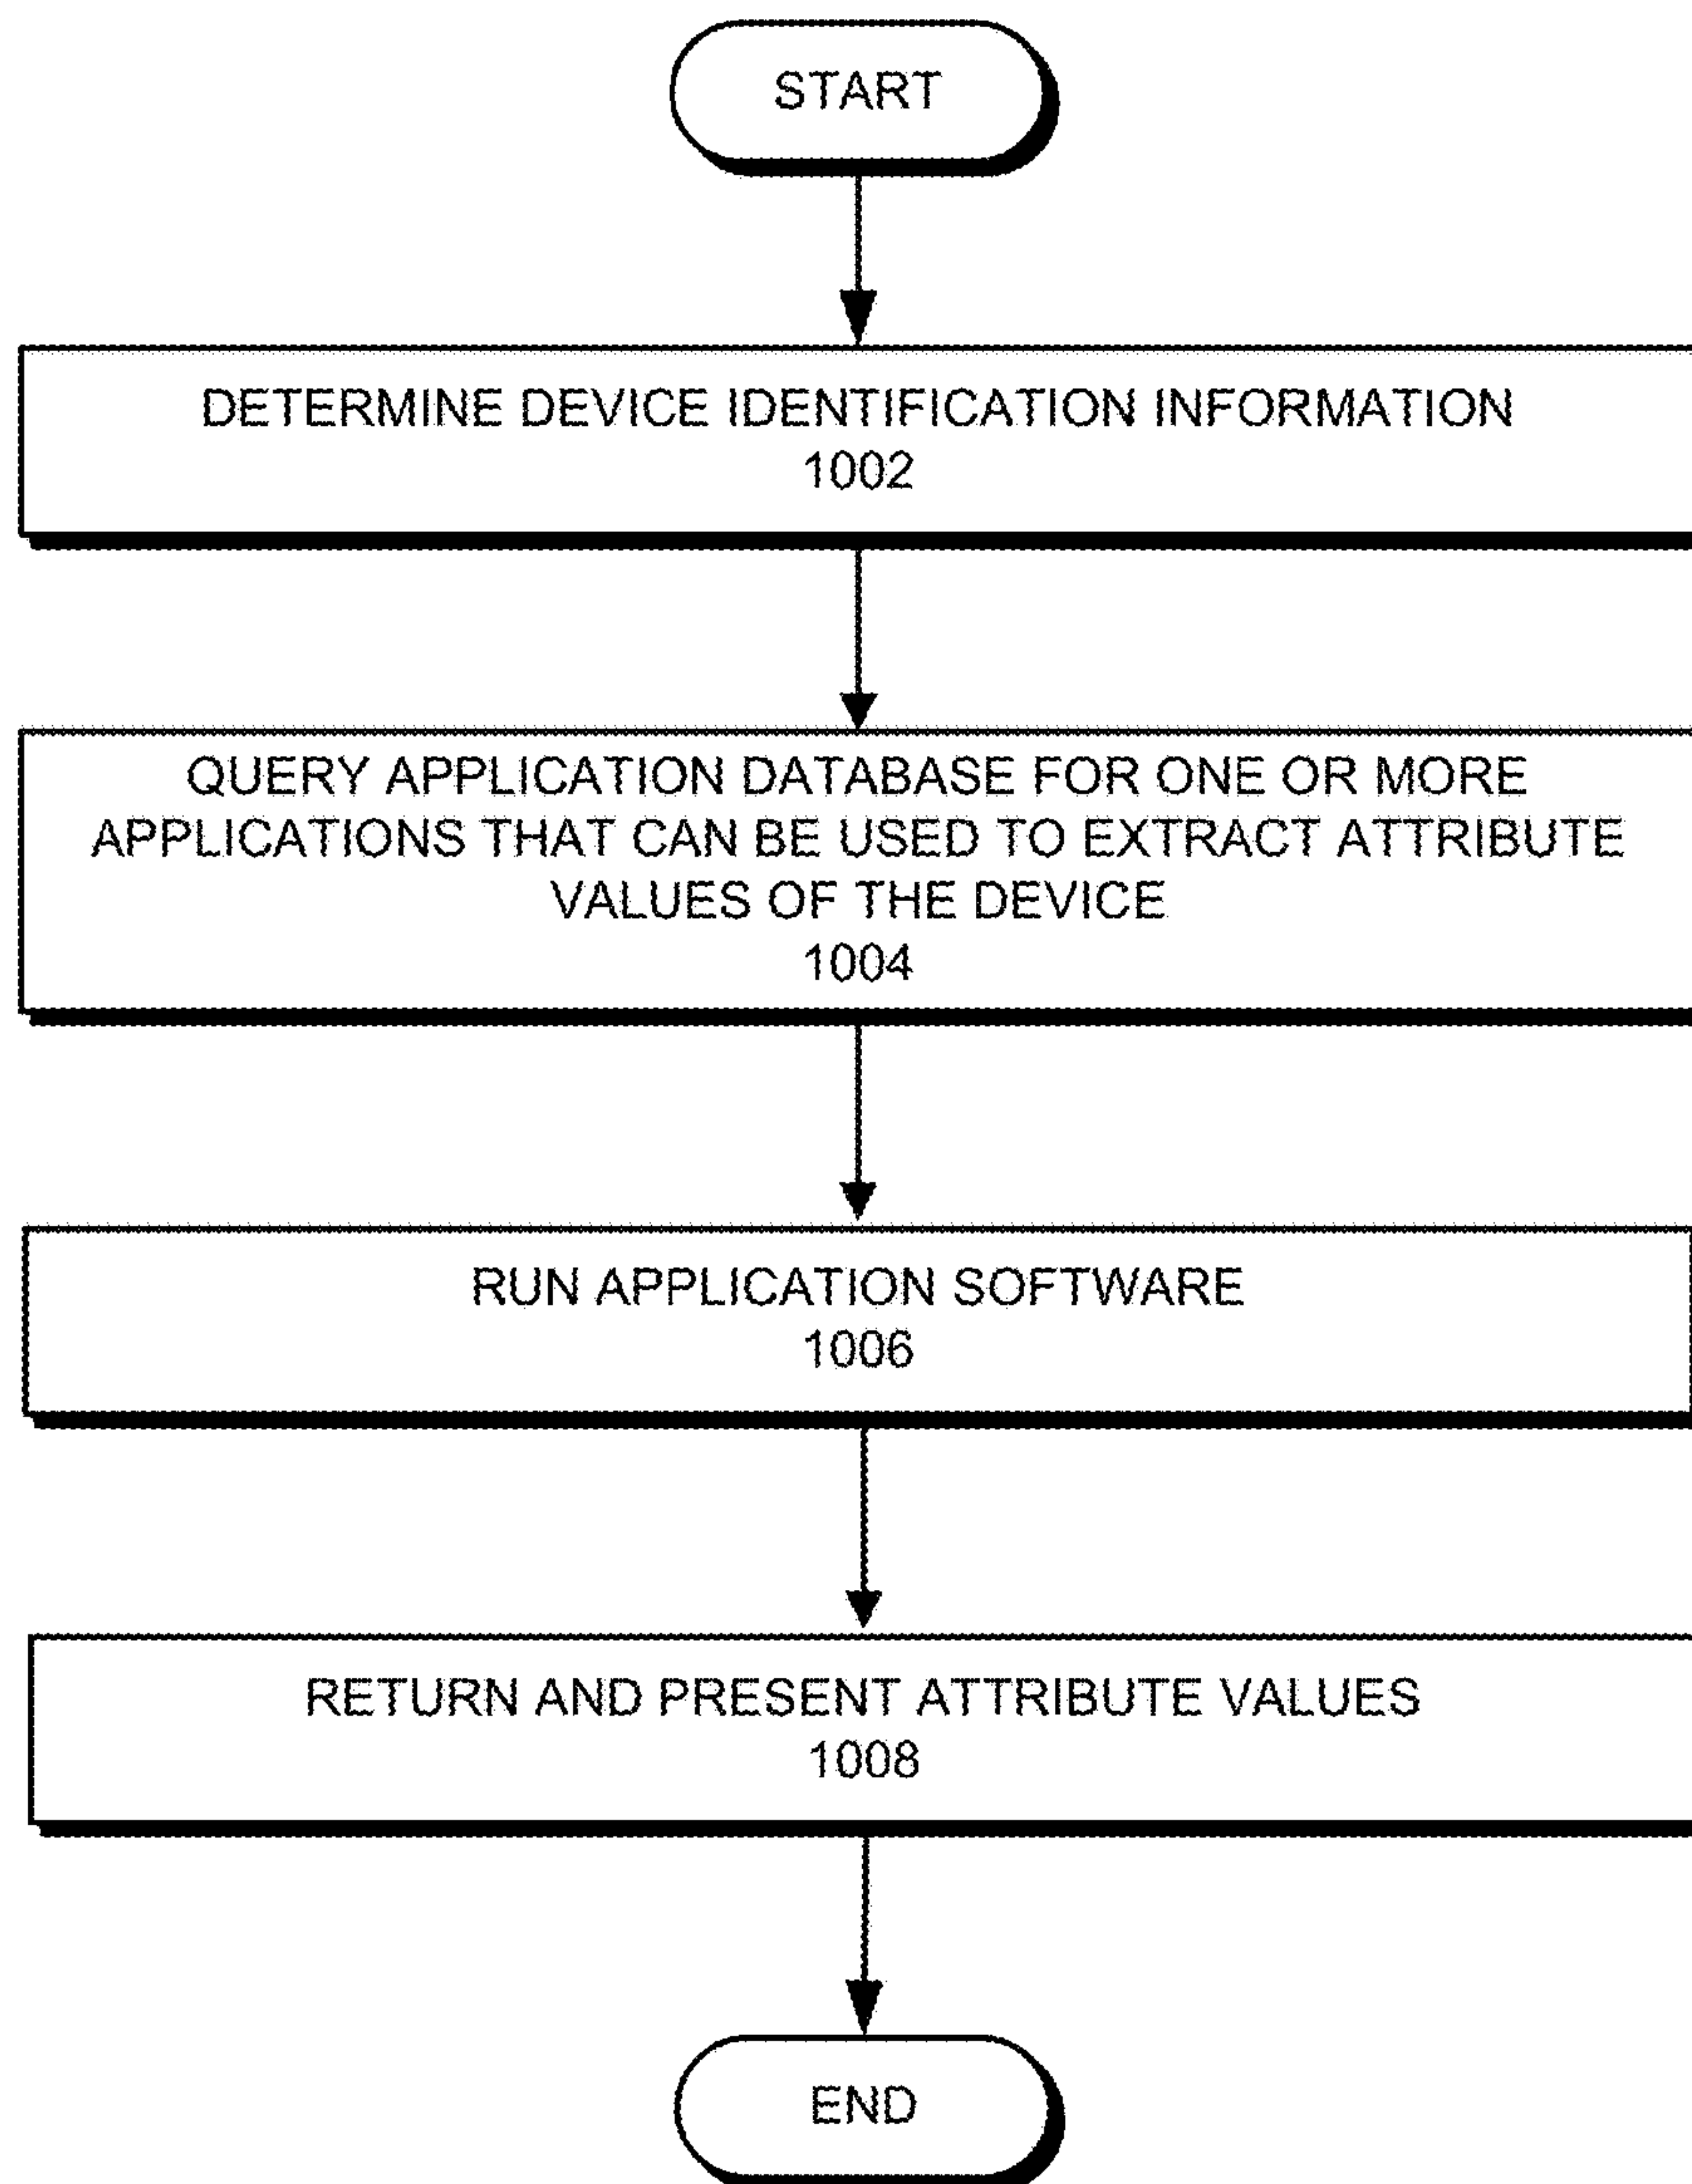 START
DETERMINE DEVICE IDENTIFICATION INFORMATION
1002
QUERY APPLICATION DATABASE FOR ONE OR MORE
APPLICATIONS THAT CAN BE USED TO EXTRACT ATTRIBUTE
VALUES OF THE DEVICE
1004
RUN APPLICATION SOFTWARE
1006
RETURN AND PRESENT ATTRIBUTE VALUES
1008
END